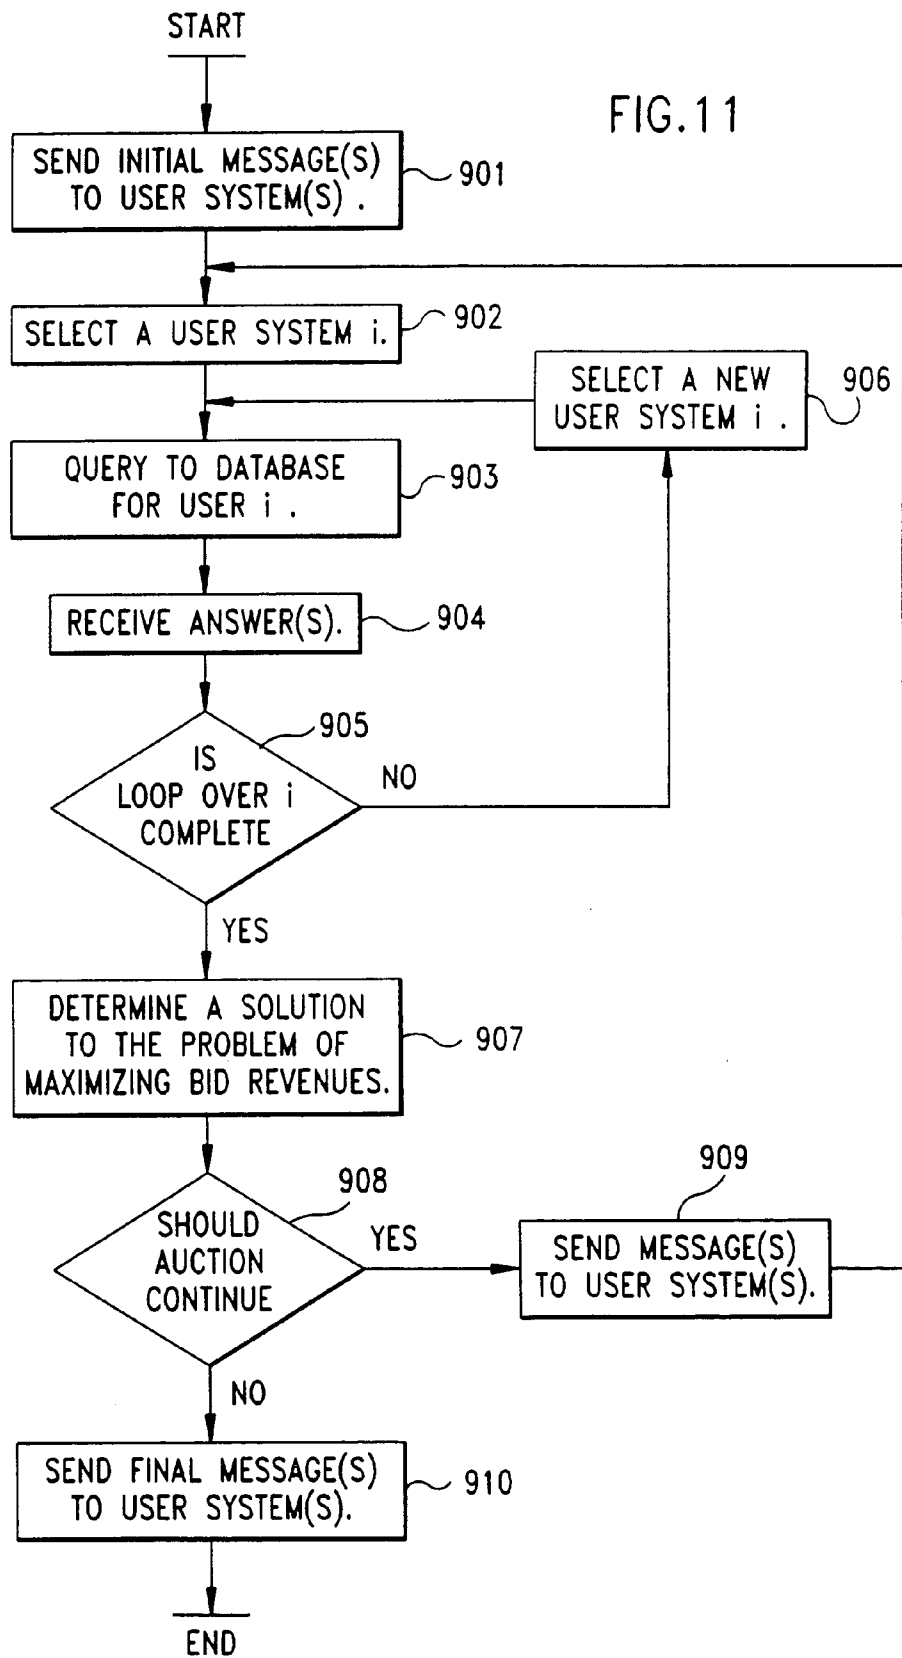 START
FIG.11
SEND INITIAL MESSAGE(S)
TO USER SYSTEM(S) .
901
SELECT A USER SYSTEM i.
902
SELECT A NEW
USER SYSTEM i .
906
QUERY TO DATABASE
FOR USER i .
903
RECEIVE ANSWER(S).
904
905
IS
LOOP OVER i
COMPLETE
NO
YES
DETERMINE A SOLUTION
TO THE PROBLEM OF
MAXIMIZING BID REVENUES.
907
908
SHOULD
AUCTION
CONTINUE
YES
909
SEND MESSAGE(S)
TO USER SYSTEM(S).
NO
SEND FINAL MESSAGE(S)
TO USER SYSTEM(S).
910
END